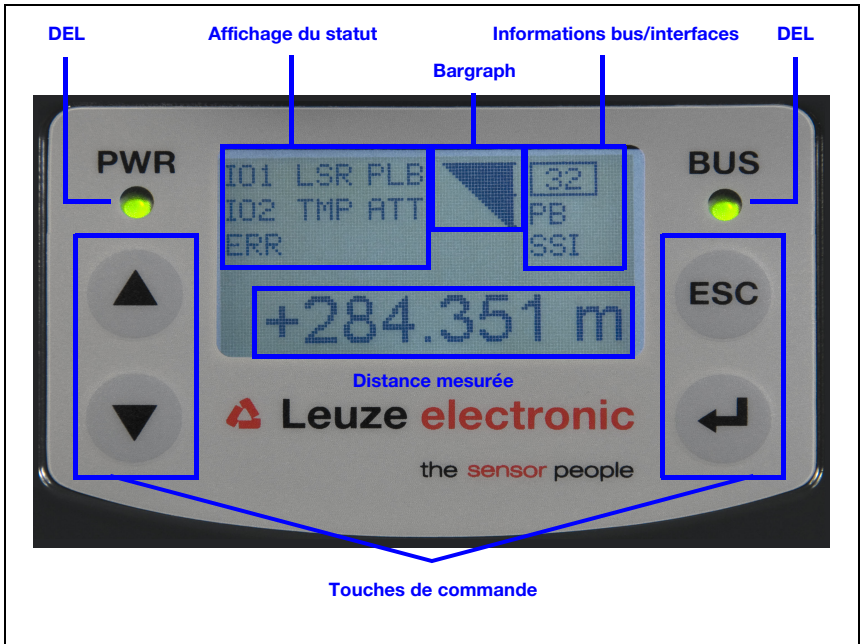 DEL Affichage du statut Informations bus/interfaces DEL
Bargraph
PWR BUS
IO1 LSR PLB 32
IO2 TMP ATT PB
ERR SSI
ESC
+284.351 m
Distance mesurée
Leuze electronic
the sensor people
Touches de commande